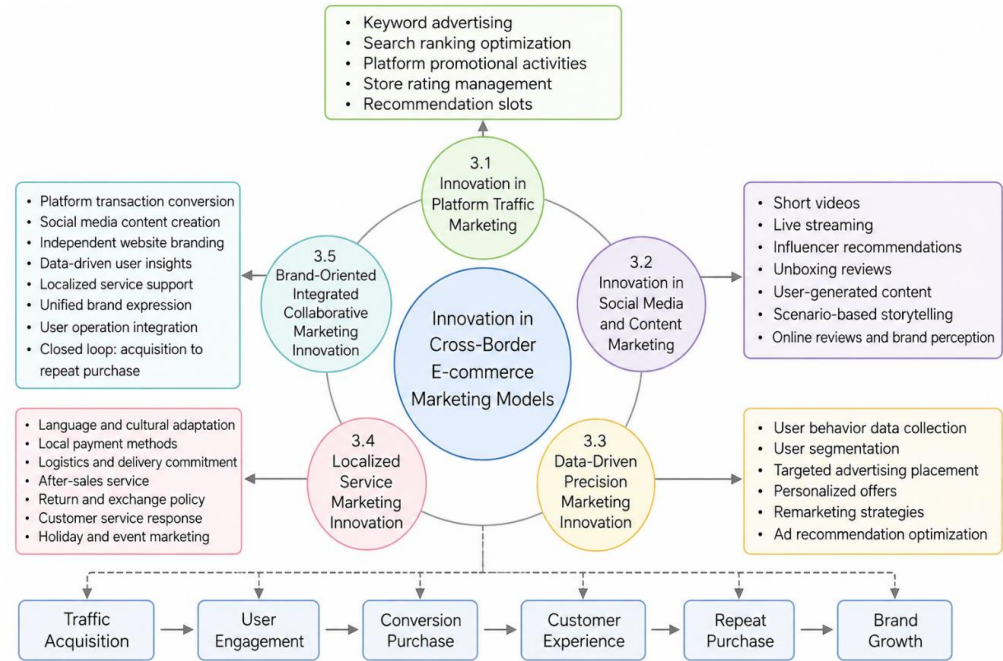 • Keyword advertising
• Search ranking optimization
• Platform promotional activities
• Store rating management
• Recommendation slots
3.1
Innovation in
Platform Traffic
Marketing
• Platform transaction conversion
• Social media content creation
• Independent website branding
• Data-driven user insights
• Localized service support
• Unified brand expression
• User operation integration
• Closed loop: acquisition to
repeat purchase
3.5
Brand-Oriented
Integrated
Collaborative
Marketing
Innovation
Innovation in
Cross-Border
E-commerce
Marketing Models
3.2
Innovation in
Social Media
and Content
Marketing
• Short videos
• Live streaming
• Influencer recommendations
• Unboxing reviews
• User-generated content
• Scenario-based storytelling
• Online reviews and brand perception
• Language and cultural adaptation
• Local payment methods
• Logistics and delivery commitment
• After-sales service
• Return and exchange policy
• Customer service response
• Holiday and event marketing
3.4
Localized
Service
Marketing
Innovation
3.3
Data-Driven
Precision
Marketing
Innovation
• User behavior data collection
• User segmentation
• Targeted advertising placement
• Personalized offers
• Remarketing strategies
• Ad recommendation optimization
Traffic
Acquisition
User
Engagement
Conversion
Purchase
Customer
Experience
Repeat
Purchase
Brand
Growth